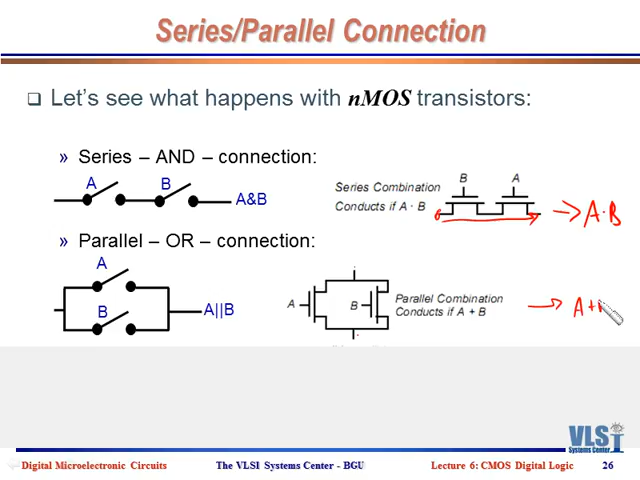 Series/Parallel Connection
❑ Let's see what happens with nMOS transistors:
» Series – AND – connection:
A
B
A&B
Series Combination
Conducts if A · B
B
A
→ A·B
» Parallel – OR – connection:
A
B
A||B
A
B
Parallel Combination
Conducts if A + B
→ A+
VLSI
Systems Center
Digital Microelectronic Circuits
The VLSI Systems Center - BGU
Lecture 6: CMOS Digital Logic
26